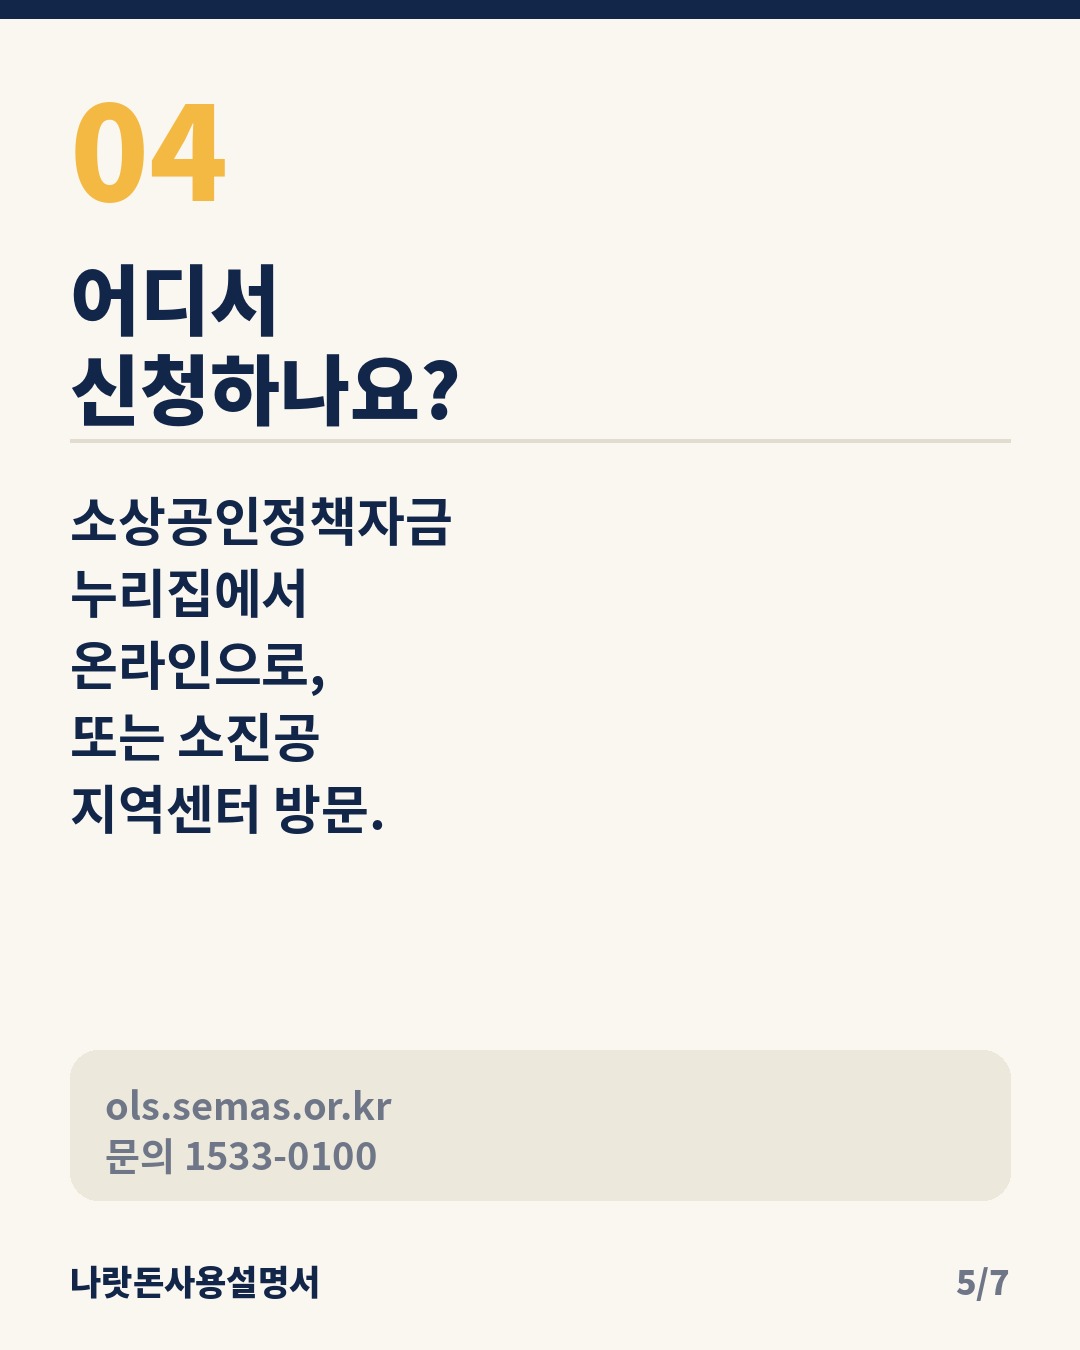 04
어디서
신청하나요?
소상공인정책자금
누리집에서
온라인으로,
또는 소진공
지역센터 방문.
ols.semas.or.kr
문의 1533-0100
나랏돈사용설명서
5/7